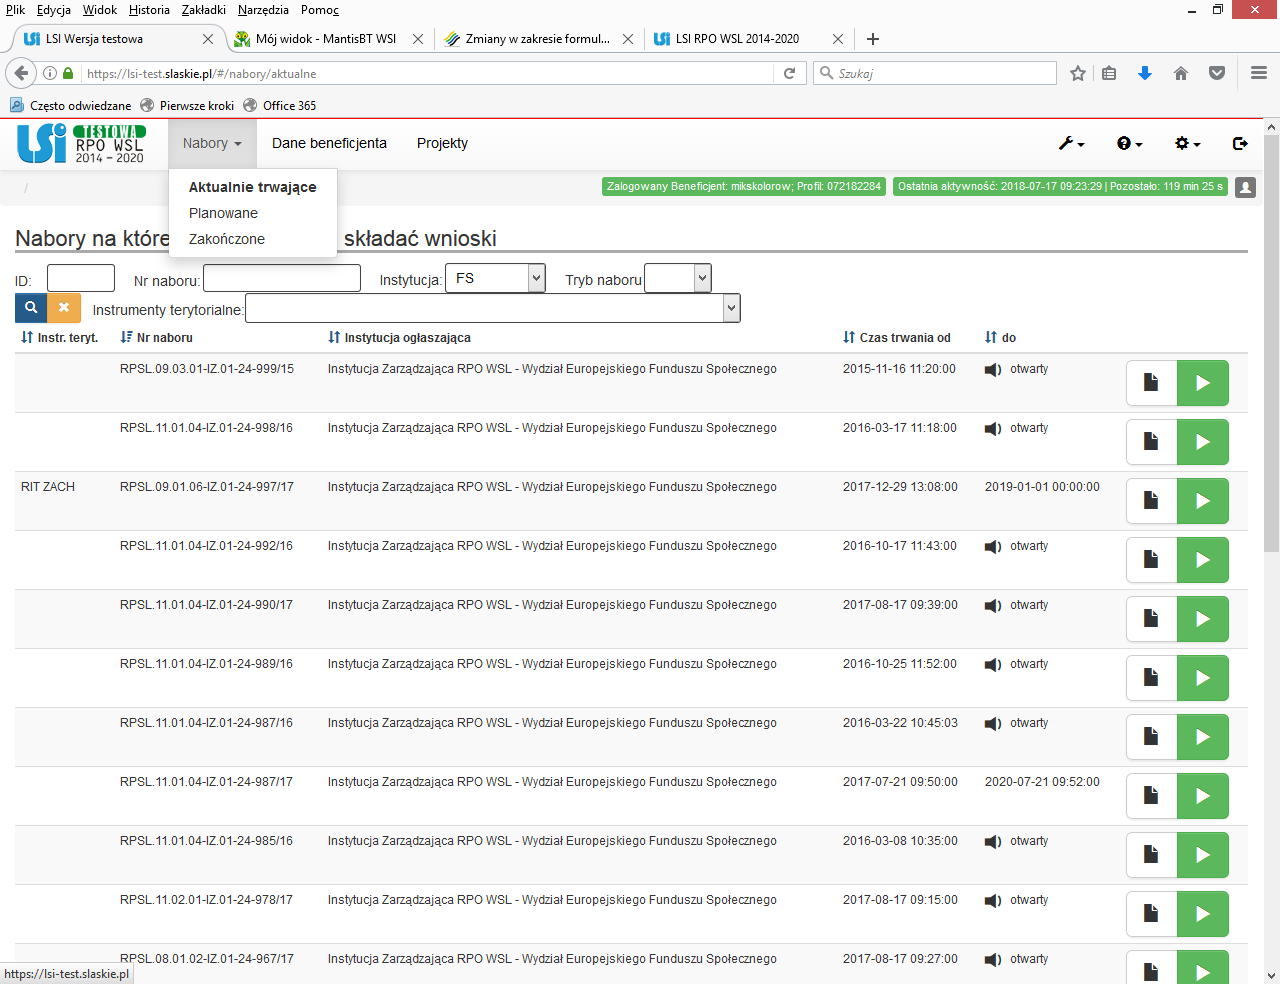 Plik Edycja Widok Historia Zakładki Narzędzia Pomoc
LSI Wersja testowa
Mój widok - MantisBT WSI
Zmiany w zakresie formul...
LSI RPO WSL 2014-2020
https://lsi-test.slaskie.pl/#/nabory/aktualne
Szukaj
Często odwiedzane Pierwsze kroki Office 365
LSi TESTOWA
RPO WSL
2014 - 2020
Nabory Dane beneficjenta Projekty
Aktualnie trwające
Planowane
Zakończone
/
Zalogowany Beneficjent: mikskolorow; Profil: 072182284
Ostatnia aktywność: 2018-07-17 09:23:29 | Pozostało: 119 min 25 s
Nabory na które składać wnioski
ID: Nr naboru: Instytucja: FS Tryb naboru
Instrumenty terytorialne:
Instr. teryt. Nr naboru Instytucja ogłaszająca Czas trwania od do
RPSL.09.03.01-IZ.01-24-999/15 Instytucja Zarządzająca RPO WSL - Wydział Europejskiego Funduszu Społecznego 2015-11-16 11:20:00 otwarty
RPSL.11.01.04-IZ.01-24-998/16 Instytucja Zarządzająca RPO WSL - Wydział Europejskiego Funduszu Społecznego 2016-03-17 11:18:00 otwarty
RIT ZACH RPSL.09.01.06-IZ.01-24-997/17 Instytucja Zarządzająca RPO WSL - Wydział Europejskiego Funduszu Społecznego 2017-12-29 13:08:00 2019-01-01 00:00:00
RPSL.11.01.04-IZ.01-24-992/16 Instytucja Zarządzająca RPO WSL - Wydział Europejskiego Funduszu Społecznego 2016-10-17 11:43:00 otwarty
RPSL.11.01.04-IZ.01-24-990/17 Instytucja Zarządzająca RPO WSL - Wydział Europejskiego Funduszu Społecznego 2017-08-17 09:39:00 otwarty
RPSL.11.01.04-IZ.01-24-989/16 Instytucja Zarządzająca RPO WSL - Wydział Europejskiego Funduszu Społecznego 2016-10-25 11:52:00 otwarty
RPSL.11.01.04-IZ.01-24-987/16 Instytucja Zarządzająca RPO WSL - Wydział Europejskiego Funduszu Społecznego 2016-03-22 10:45:03 otwarty
RPSL.11.01.04-IZ.01-24-987/17 Instytucja Zarządzająca RPO WSL - Wydział Europejskiego Funduszu Społecznego 2017-07-21 09:50:00 2020-07-21 09:52:00
RPSL.11.01.04-IZ.01-24-985/16 Instytucja Zarządzająca RPO WSL - Wydział Europejskiego Funduszu Społecznego 2016-03-08 10:35:00 otwarty
RPSL.11.02.01-IZ.01-24-978/17 Instytucja Zarządzająca RPO WSL - Wydział Europejskiego Funduszu Społecznego 2017-08-17 09:15:00 otwarty
RPSL.08.01.02-IZ.01-24-967/17 Instytucja Zarządzająca RPO WSL - Wydział Europejskiego Funduszu Społecznego 2017-08-17 09:27:00 otwarty
https://lsi-test.slaskie.pl